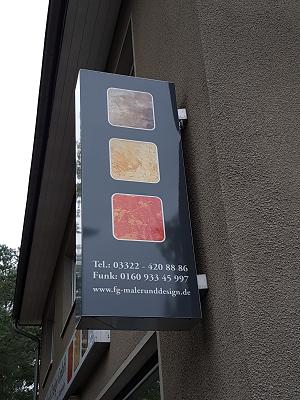 Tel.: 03322 - 420 88 86
Funk: 0160 933 45 997
www.fg-malerunddesign.de